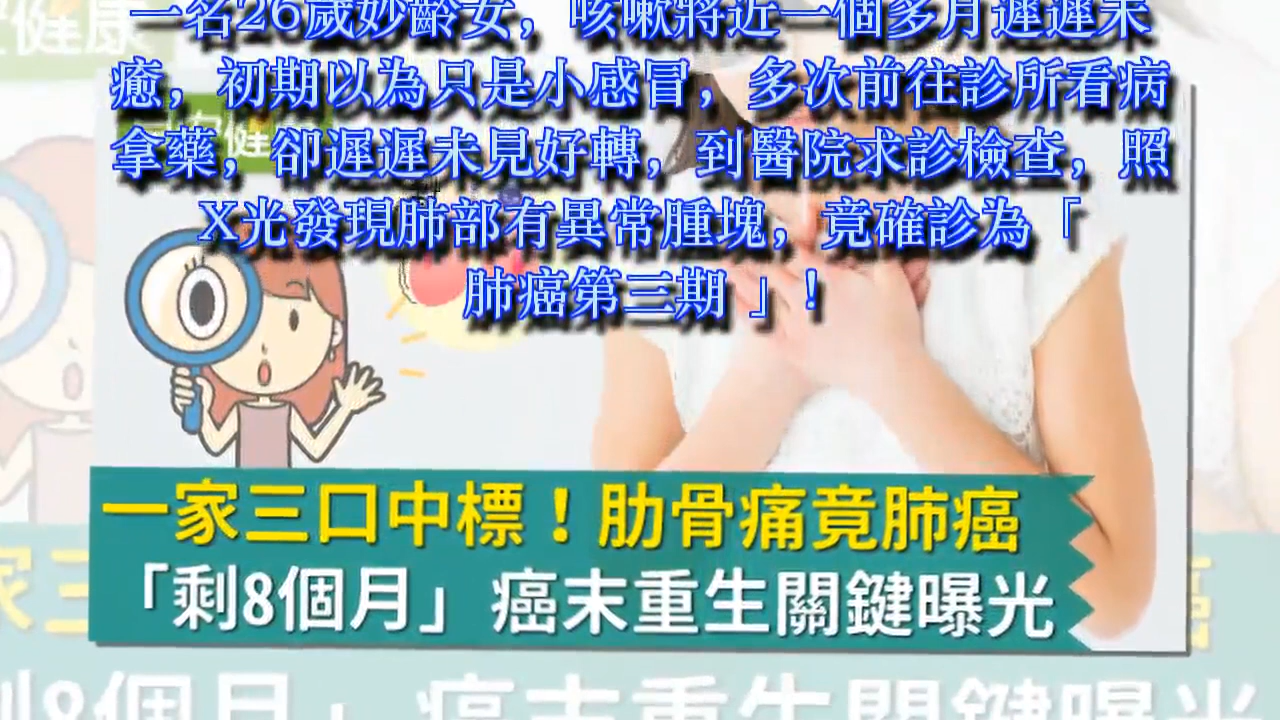 一名26歲妙齡女，咳嗽將近一個多月遲遲未
癒，初期以為只是小感冒，多次前往診所看病
拿藥，卻遲遲未見好轉，到醫院求診檢查，照
X光發現肺部有異常腫塊，竟確診為「
肺癌第三期 」！
一家三口中標！肋骨痛竟肺癌
「剩8個月」癌末重生關鍵曝光